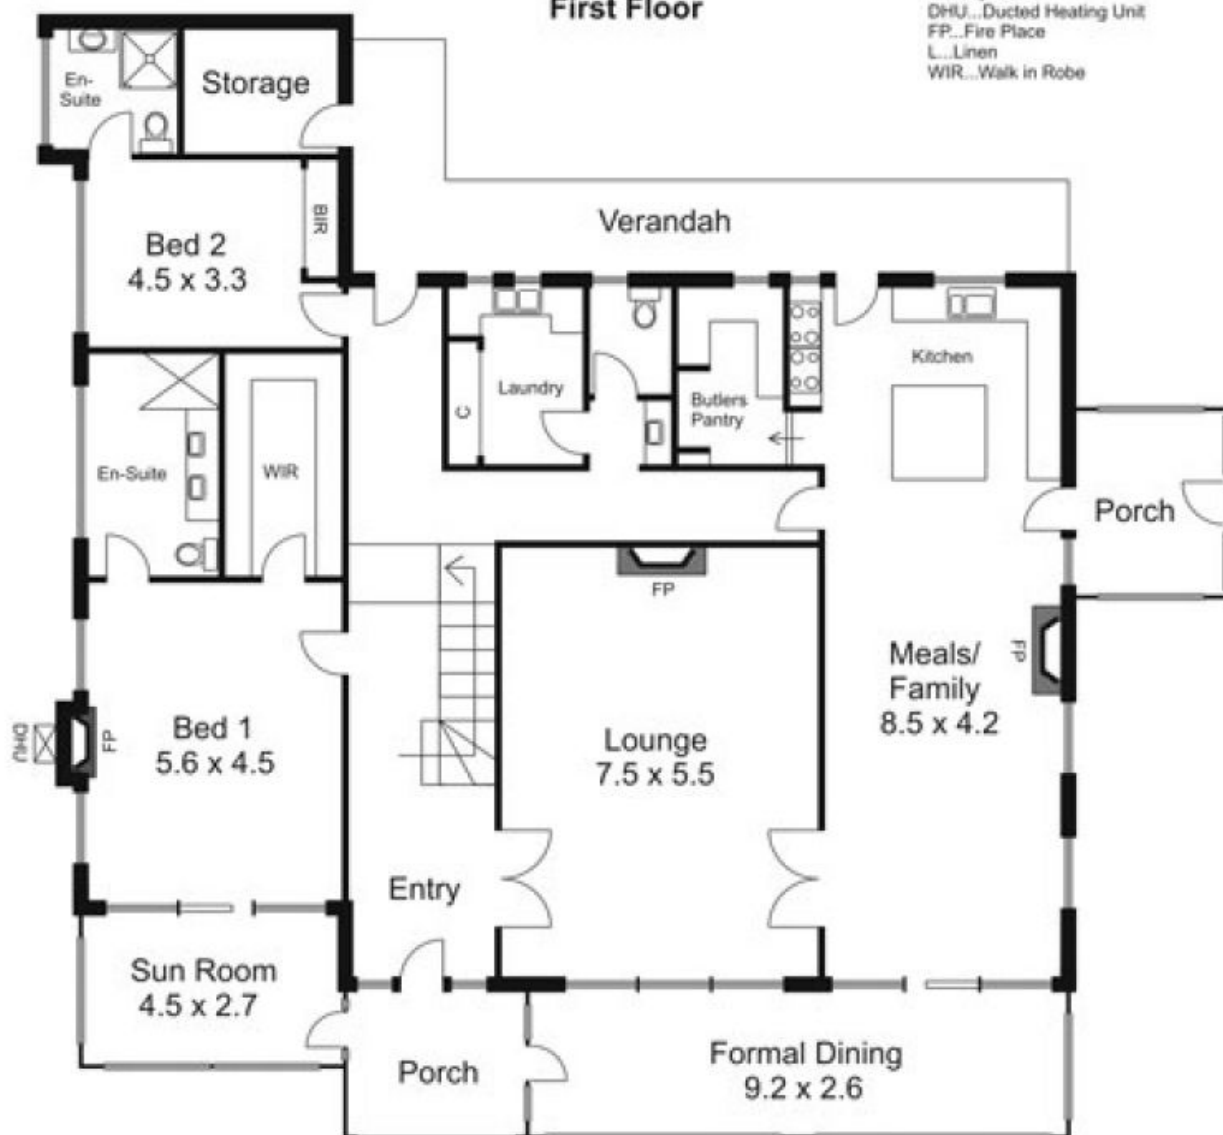 First Floor
DHU...Ducted Heating Unit
FP...Fire Place
L...Linen
WIR...Walk in Robe
En-
Suite
Storage
BIR
Verandah
Bed 2
4.5 x 3.3
Kitchen
Laundry
C
Butlers
Pantry
En-Suite
WIR
Porch
FP
Meals/
Family
8.5 x 4.2
FP
DHU
FP
Bed 1
5.6 x 4.5
Lounge
7.5 x 5.5
Entry
Sun Room
4.5 x 2.7
Porch
Formal Dining
9.2 x 2.6